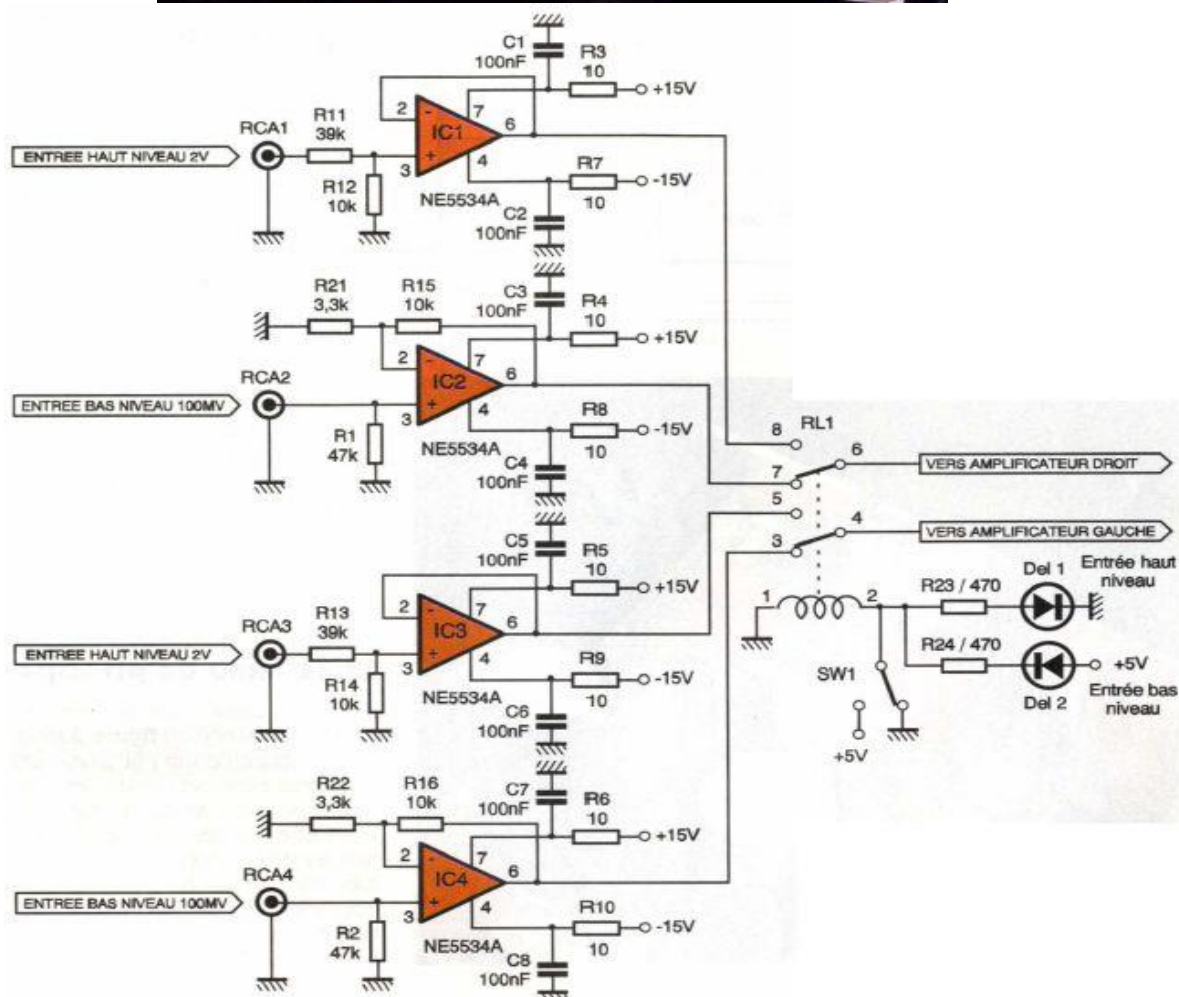 C1
100nF
R3
10
+15V
2
-
7
6
IC1
+
3
4
RCA1
R11
39k
ENTREE HAUT NIVEAU 2V
R12
10k
NE5534A
R7
10
-15V
C2
100nF
R21
3,3k
R15
10k
C3
100nF
R4
10
+15V
2
-
7
6
IC2
+
3
4
RCA2
ENTREE BAS NIVEAU 100MV
R1
47k
NE5534A
R8
10
-15V
C4
100nF
C5
100nF
R5
10
+15V
2
-
7
6
IC3
+
3
4
RCA3
R13
39k
ENTREE HAUT NIVEAU 2V
R14
10k
NE5534A
R9
10
-15V
C6
100nF
R22
3,3k
R16
10k
C7
100nF
R6
10
+15V
2
-
7
6
IC4
+
3
4
RCA4
ENTREE BAS NIVEAU 100MV
R2
47k
NE5534A
R10
10
-15V
C8
100nF
8
RL1
6
7
VERS AMPLIFICATEUR DROIT
5
4
3
VERS AMPLIFICATEUR GAUCHE
1
2
R23 / 470
Del 1
Entrée haut
niveau
R24 / 470
Del 2
+5V
Entrée bas
niveau
SW1
+5V